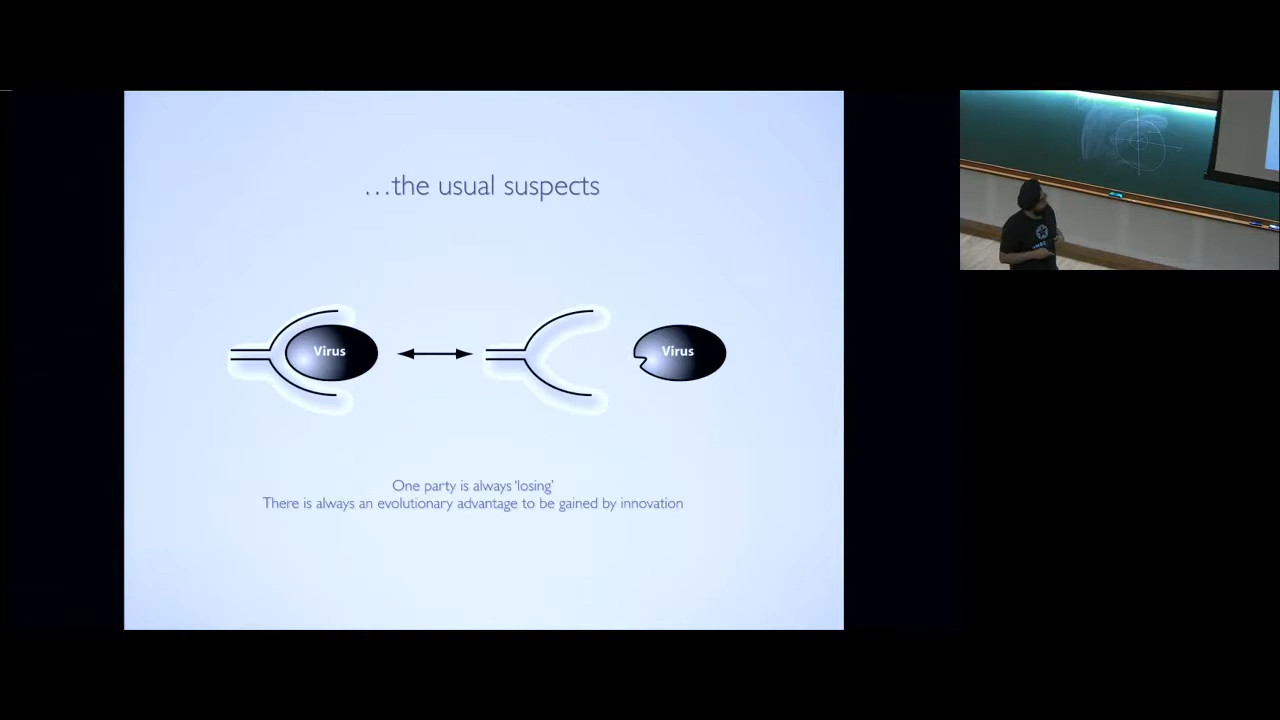 …the usual suspects
Virus
Virus
One party is always ‘losing’
There is always an evolutionary advantage to be gained by innovation